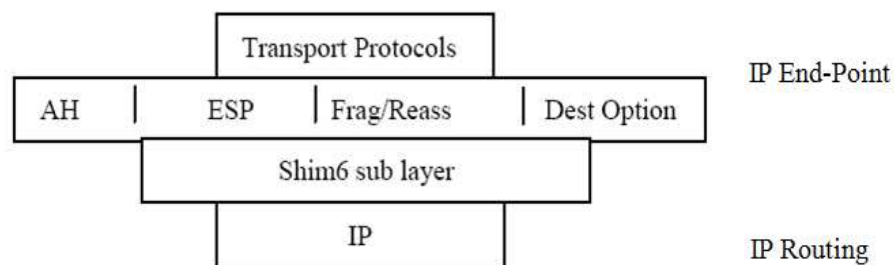 Transport Protocols
IP End-Point
AH | ESP | Frag/Reass | Dest Option
Shim6 sub layer
IP
IP Routing